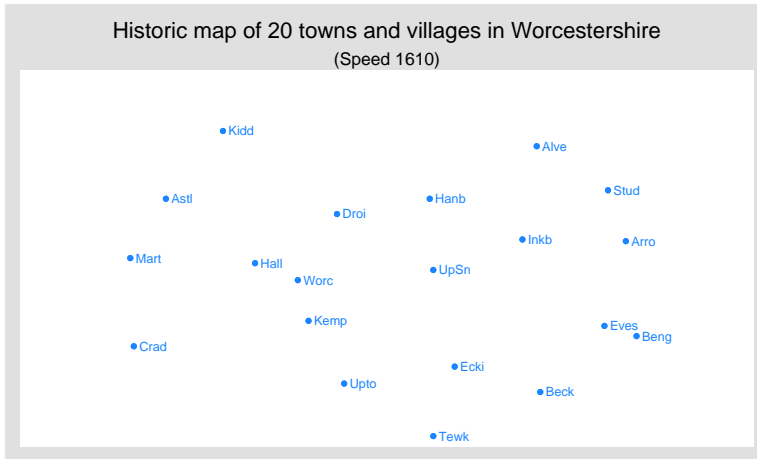 Historic map of 20 towns and villages in Worcestershire
(Speed 1610)
Kidd
Alve
Stud
Astl
Hanb
Droi
Inkb
Arro
Mart
Hall
UpSn
Worc
Kemp
Eves
Beng
Crad
Ecki
Upto
Beck
Tewk